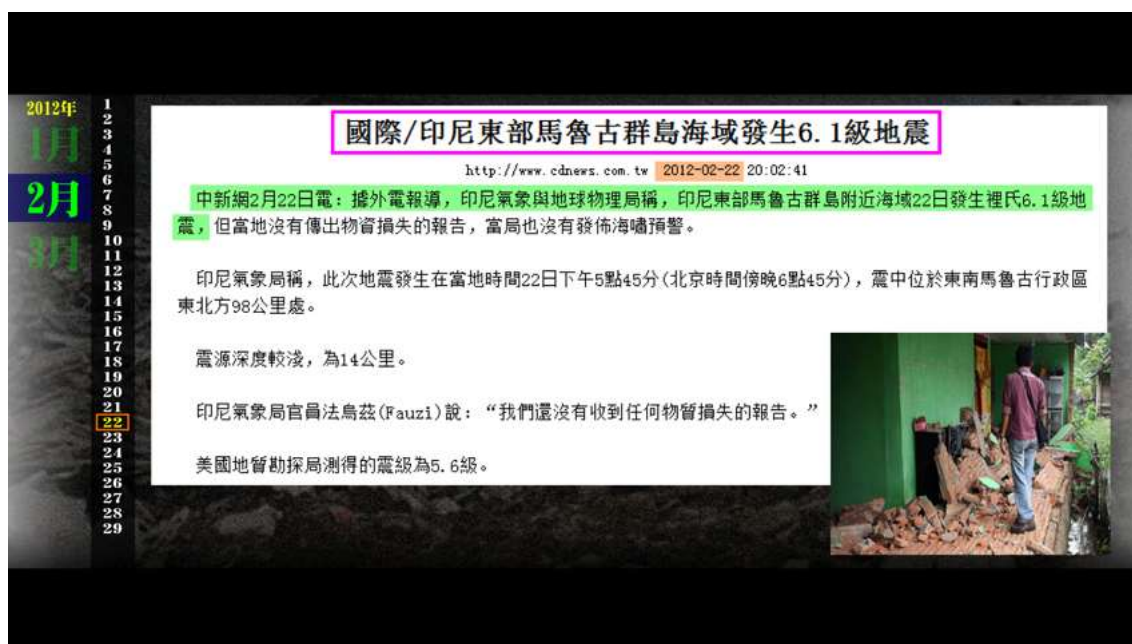 2012年
1月
2月
3月
1
2
3
4
5
6
7
8
9
10
11
12
13
14
15
16
17
18
19
20
21
22
23
24
25
26
27
28
29
國際/印尼東部馬魯古群島海域發生6.1級地震
http://www.cdnews.com.tw 2012-02-22 20:02:41
中新網2月22日電：據外電報導，印尼氣象與地球物理局稱，印尼東部馬魯古群島附近海域22日發生裡氏6.1級地
震，但當地沒有傳出物資損失的報告，當局也沒有發佈海嘯預警。
印尼氣象局稱，此次地震發生在當地時間22日下午5點45分(北京時間傍晚6點45分)，震中位於東南馬魯古行政區
東北方98公里處。
震源深度較淺，為14公里。
印尼氣象局官員法烏茲(Fauzi)說：“我們還沒有收到任何物質損失的報告。”
美國地質勘探局測得的震級為5.6級。